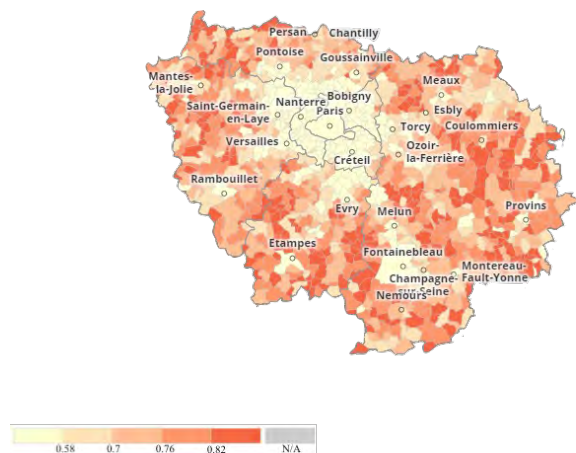 Persan
Chantilly
Pontoise
Goussainville
Mantes-
la-Jolie
Meaux
Saint-Germain-
en-Laye
Nanterre
Bobigny
Paris
Esbly
Torcy
Coulommiers
Versailles
Créteil
Ozoir-
la-Ferrière
Rambouillet
Evry
Melun
Provins
Etampes
Fontainebleau
Champagne-
sur-Seine
Montereau-
Fault-Yonne
Nemours
0.58 0.7 0.76 0.82 N/A